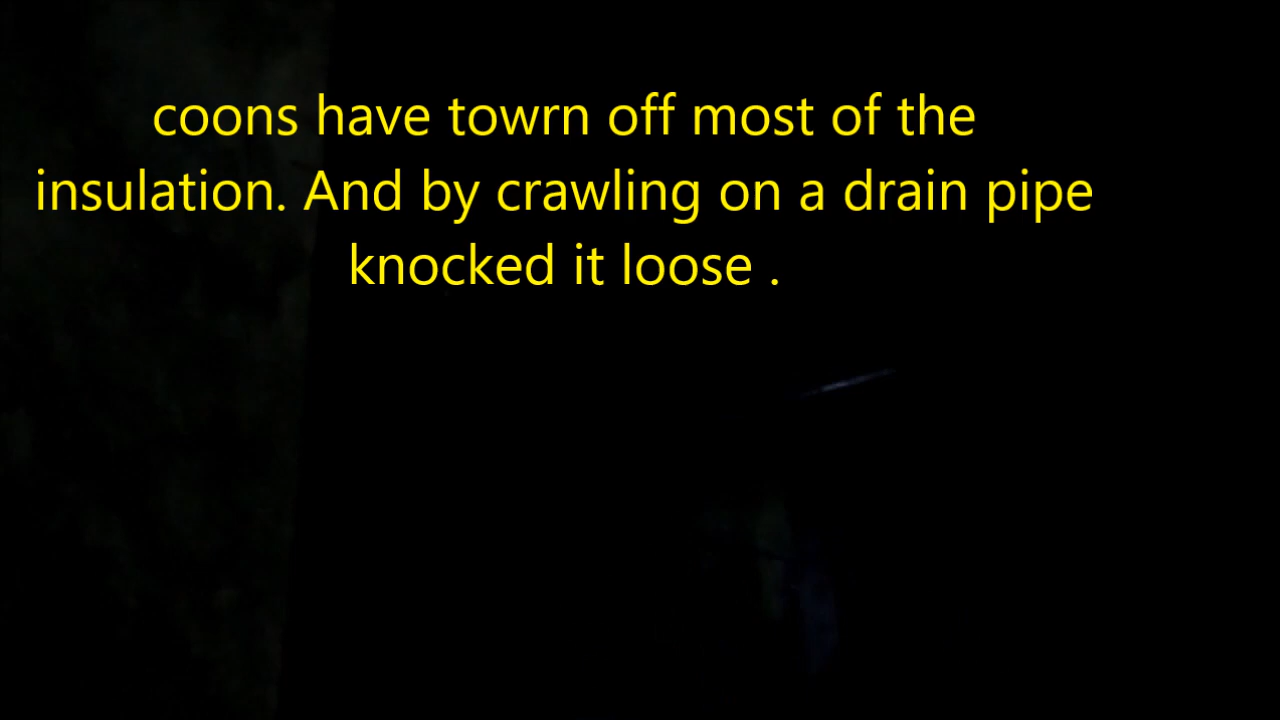 coons have towrn off most of the
insulation. And by crawling on a drain pipe
knocked it loose .